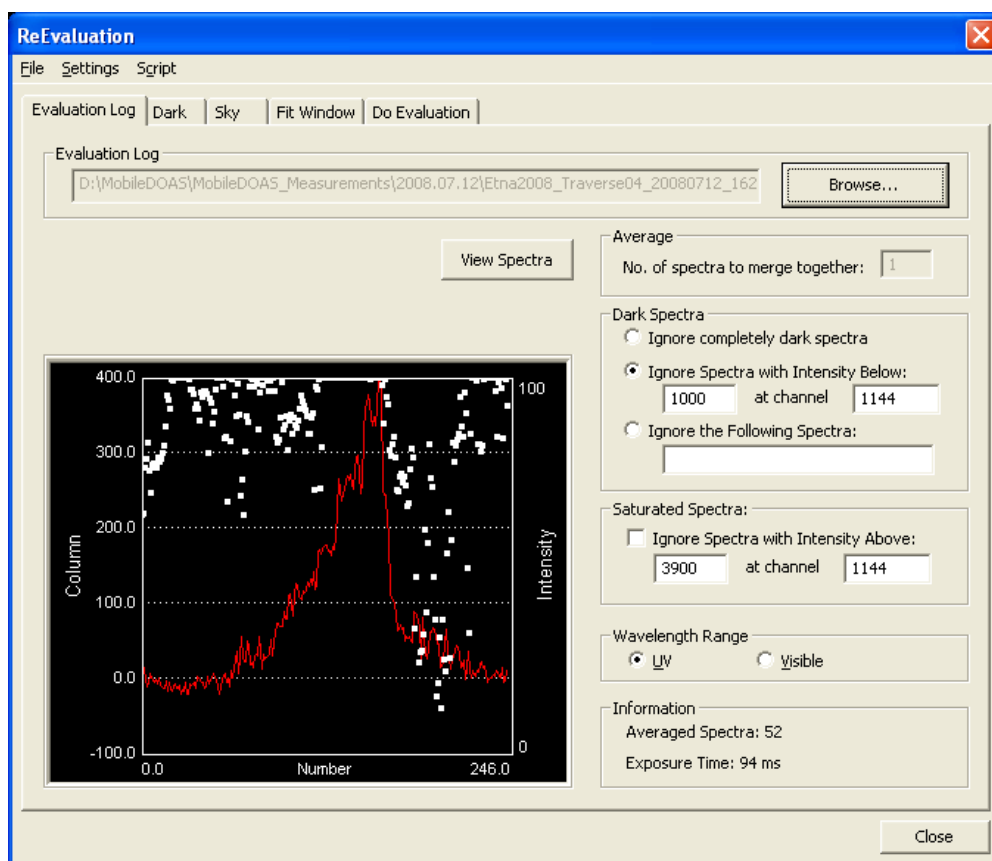 ReEvaluation
File Settings Script
Evaluation Log Dark Sky Fit Window Do Evaluation
Evaluation Log
D:\MobileDOAS\MobileDOAS_Measurements\2008.07.12\Etna2008_Traverse04_20080712_162
Browse...
View Spectra
Average
No. of spectra to merge together: 1
Dark Spectra
Ignore completely dark spectra
Ignore Spectra with Intensity Below:
1000 at channel 1144
Ignore the Following Spectra:
Saturated Spectra:
Ignore Spectra with Intensity Above:
3900 at channel 1144
Wavelength Range
UV Visible
Information
Averaged Spectra: 52
Exposure Time: 94 ms
400.0
300.0
200.0
100.0
0.0
-100.0
Column
100
0
Intensity
0.0 Number 246.0
Close